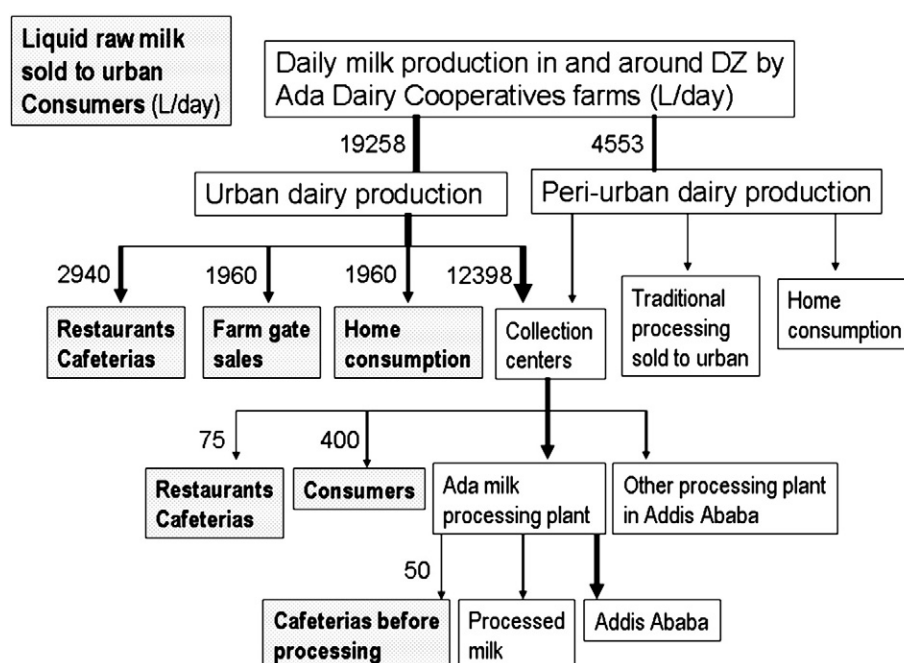 Liquid raw milk
sold to urban
Consumers (L/day)
Daily milk production in and around DZ by
Ada Dairy Cooperatives farms (L/day)
19258
4553
Urban dairy production
Peri-urban dairy production
2940
1960
1960
12398
Restaurants
Cafeterias
Farm gate
sales
Home
consumption
Collection
centers
Traditional
processing
sold to urban
Home
consumption
75
400
Restaurants
Cafeterias
Consumers
Ada milk
processing plant
Other processing plant
in Addis Ababa
50
Cafeterias before
processing
Processed
milk
Addis Ababa